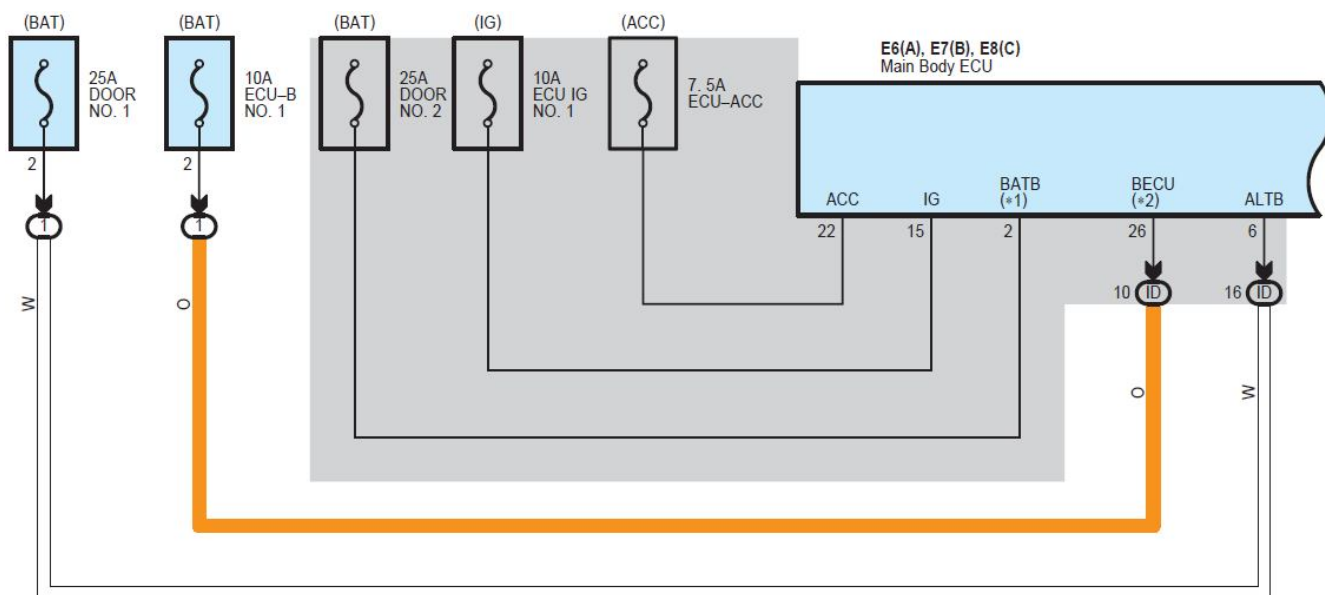 (BAT) (BAT) (BAT) (IG) (ACC)
25A
DOOR
NO. 1
10A
ECU–B
NO. 1
25A
DOOR
NO. 2
10A
ECU IG
NO. 1
7. 5A
ECU–ACC
E6(A), E7(B), E8(C)
Main Body ECU
ACC
IG
BATB
(*1)
BECU
(*2)
ALTB
2 2
22 15 2 26 6
1 1
10 ID 16 ID
W O O W